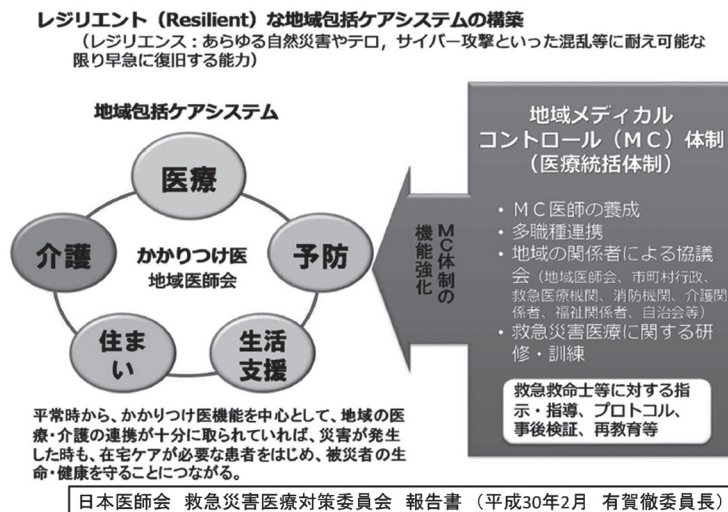 レジリエント（Resilient）な地域包括ケアシステムの構築
（レジリエンス：あらゆる自然災害やテロ，サイバー攻撃といった混乱等に耐え可能な
限り早急に復旧する能力）
地域包括ケアシステム
医療
介護
かかりつけ医
地域医師会
予防
住ま
い
生活
支援
平常時から、かかりつけ医機能を中心として、地域の医
療・介護の連携が十分に取られていれば、災害が発生
した時も、在宅ケアが必要な患者をはじめ、被災者の生
命・健康を守ることにつながる。
ＭＣ体制の
機能強化
地域メディカル
コントロール（ＭＣ）体制
（医療統括体制）
・ＭＣ医師の養成
・多職種連携
・地域の関係者による協議
会（地域医師会、市町村行政、
救急医療機関、消防機関、介護関
係者、福祉関係者、自治会等）
・救急災害医療に関する研
修・訓練
救急救命士等に対する指
示・指導、プロトコル、
事後検証、再教育等
日本医師会　救急災害医療対策委員会　報告書　（平成30年2月　有賀徹委員長）